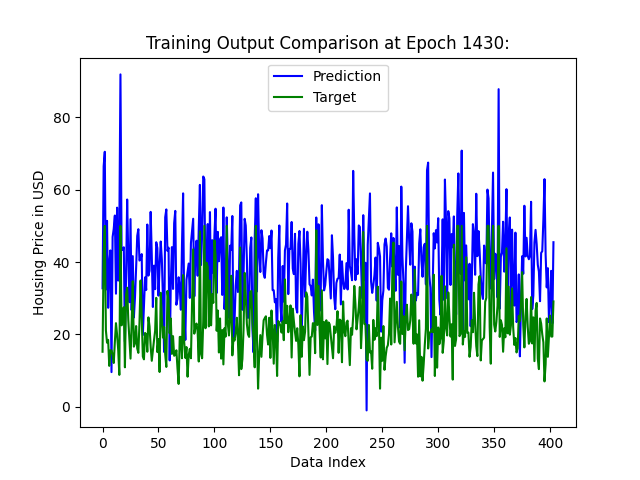 Training Output Comparison at Epoch 1430:
Prediction
Target
80
60
40
20
0
Housing Price in USD
0 50 100 150 200 250 300 350 400
Data Index